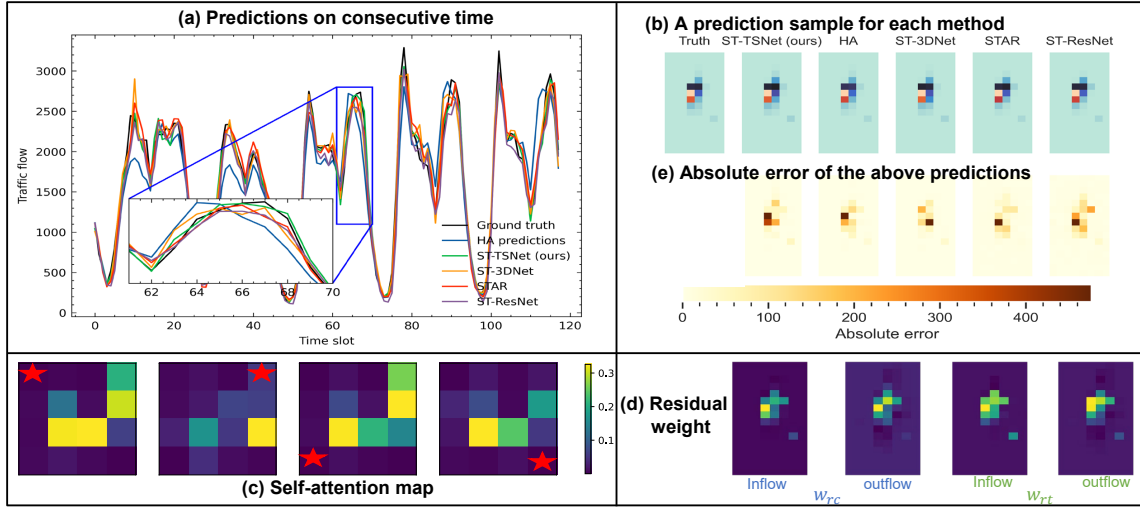 (a) Predictions on consecutive time
Traffic flow
3000
2500
2000
1500
1000
500
0
Ground truth
HA predictions
ST-TSNet (ours)
ST-3DNet
STAR
ST-ResNet
62 64 66 68 70
0 20 40 60 80 100 120
Time slot
(b) A prediction sample for each method
Truth ST-TSNet (ours) HA ST-3DNet STAR ST-ResNet
(e) Absolute error of the above predictions
0 100 200 300 400
Absolute error
0.3
0.2
0.1
(c) Self-attention map
(d) Residual
weight
Inflow outflow Inflow outflow
w_rc w_rt